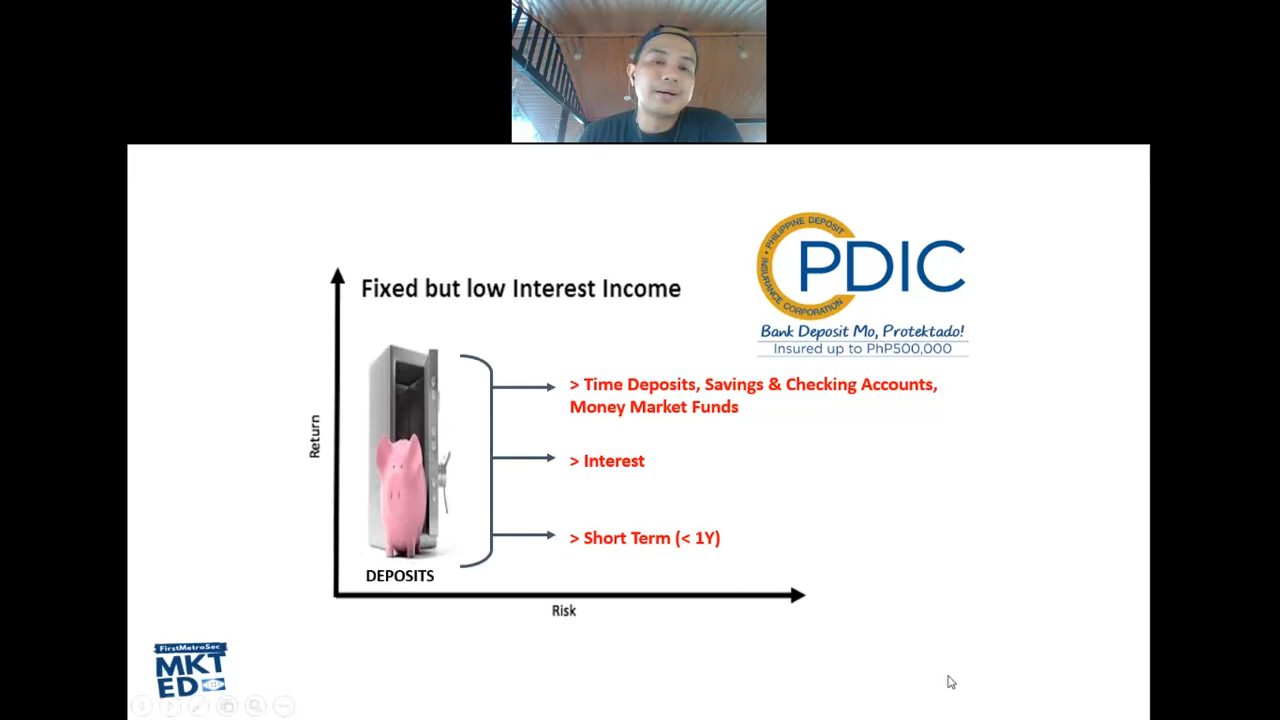 Fixed but low Interest Income
• PHILIPPINE DEPOSIT
INSURANCE CORPORATION
PDIC
Bank Deposit Mo, Protektado!
Insured up to PhP500,000
> Time Deposits, Savings & Checking Accounts,
Money Market Funds
> Interest
> Short Term (< 1Y)
Return
DEPOSITS
Risk
FirstMetroSec
MKT
ED